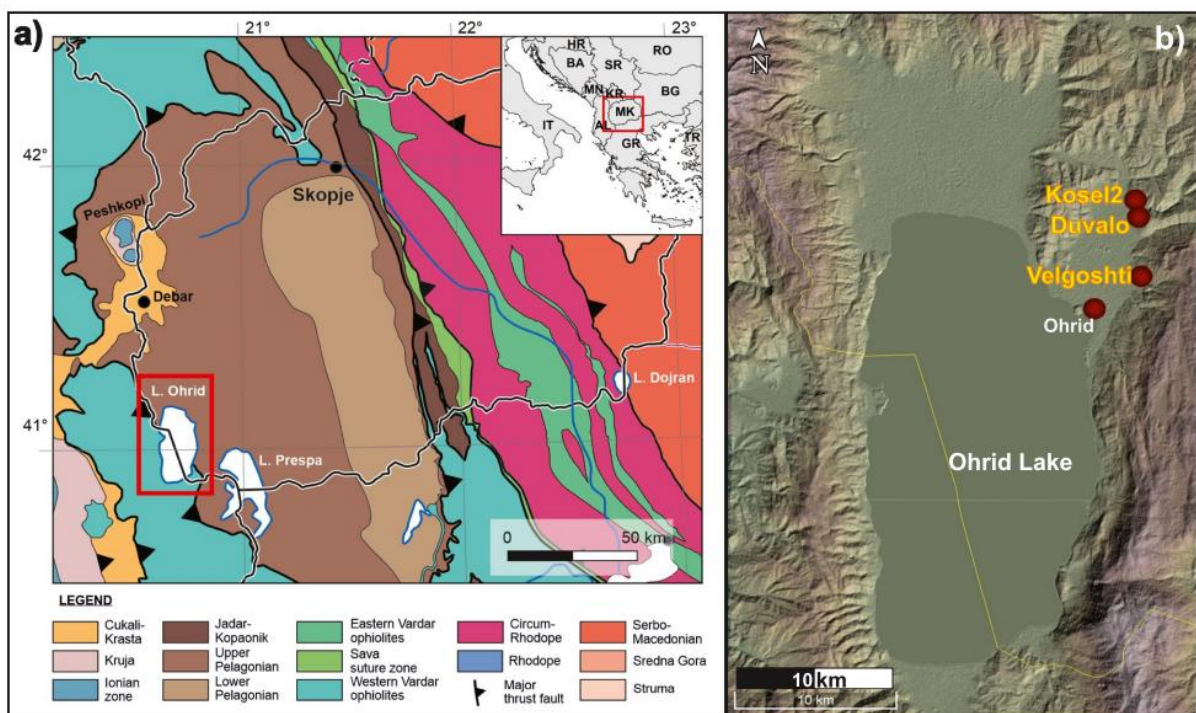 a)
21°
22°
23°
HR
RO
BA
SR
MN
KR
BG
IT
MK
AL
TR
GR
42°
Skopje
Peshkopi
Debar
L. Ohrid
L. Dojran
41°
L. Prespa
0 50 km
LEGEND
Cukali-
Krasta
Kruja
Ionian
zone
Jadar-
Kopaonik
Upper
Pelagonian
Lower
Pelagonian
Eastern Vardar
ophiolites
Sava
suture zone
Western Vardar
ophiolites
Circum-
Rhodope
Rhodope
Major
thrust fault
Serbo-
Macedonian
Sredna Gora
Struma
b)
N
Kosel2
Duvalo
Velgoshti
Ohrid
Ohrid Lake
10 km
10 km